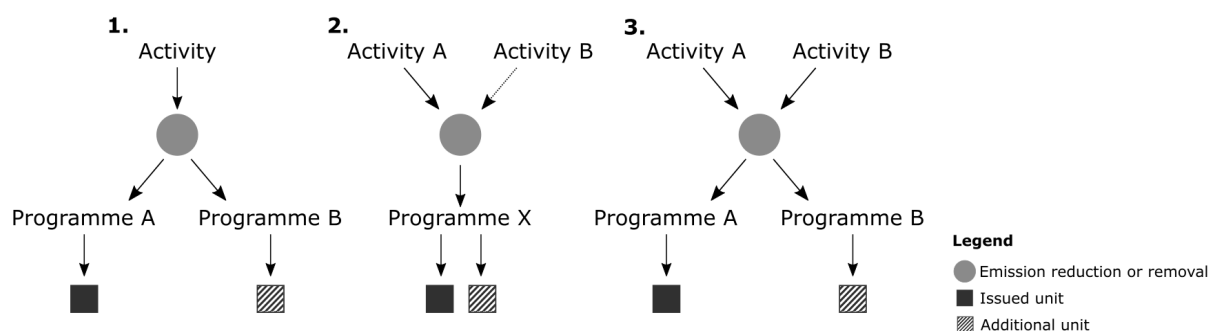 1.
Activity
Programme A
Programme B
2.
Activity A
Activity B
Programme X
3.
Activity A
Activity B
Programme A
Programme B
Legend
Emission reduction or removal
Issued unit
Additional unit